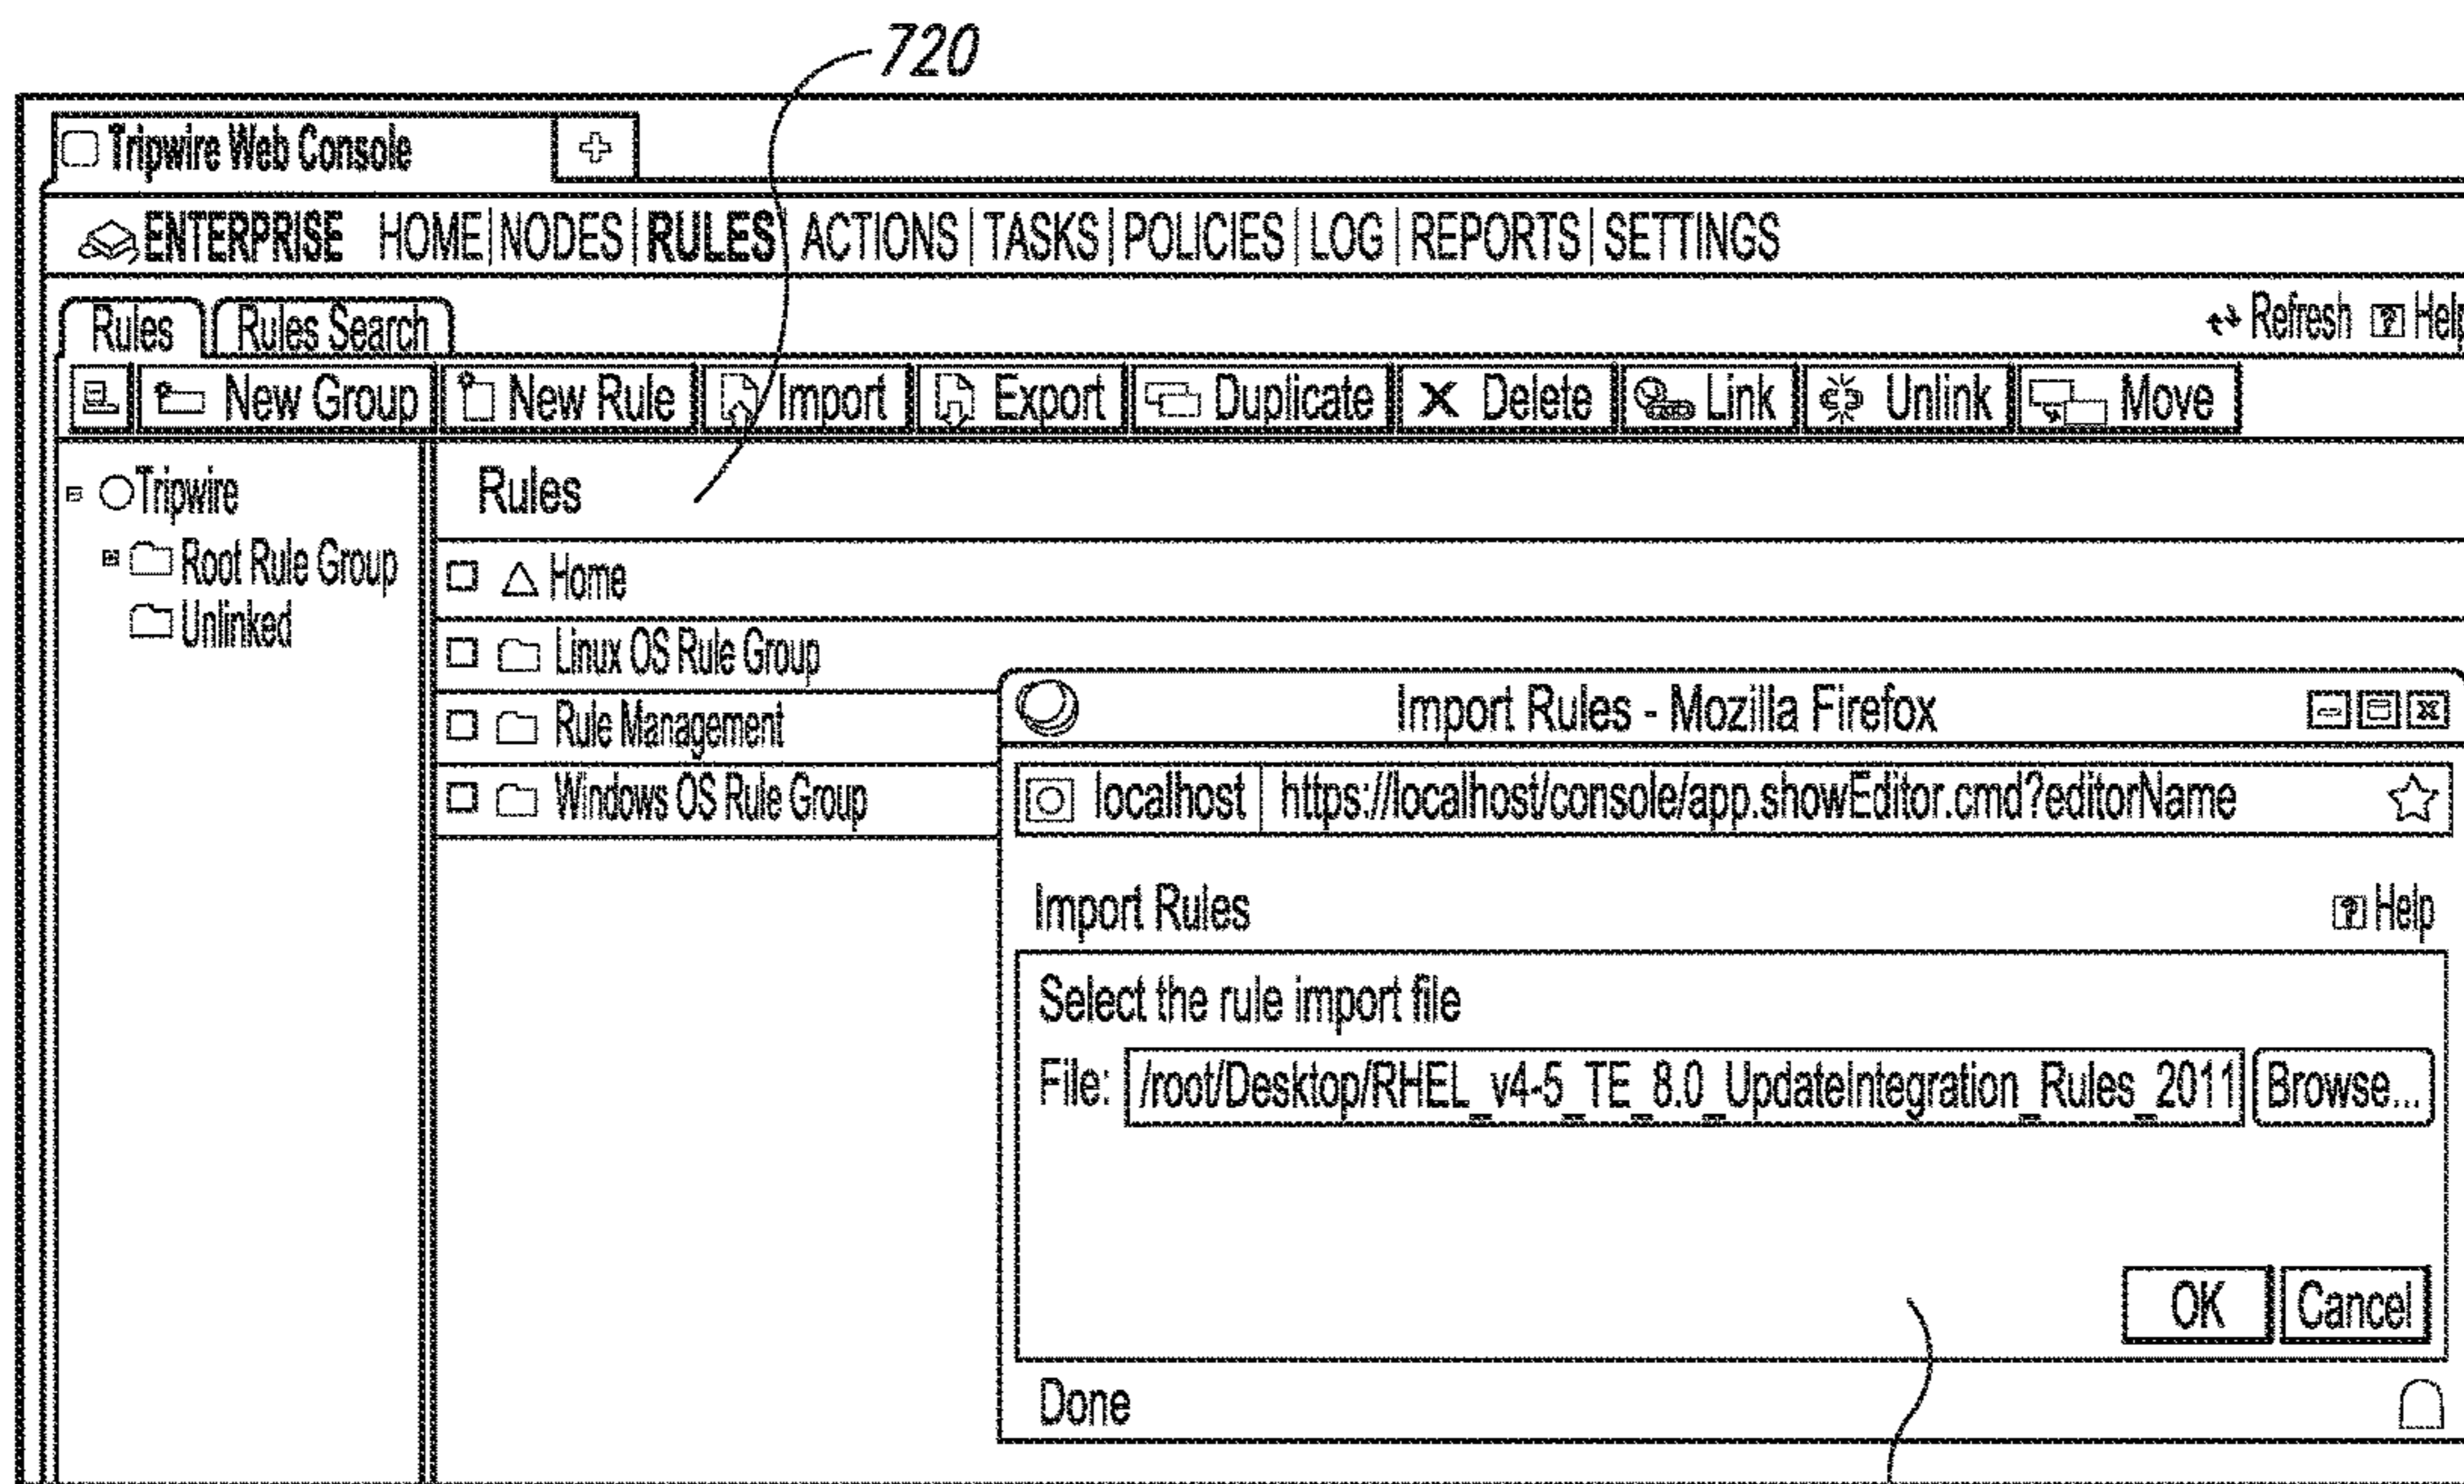 720
Tripwire Web Console
ENTERPRISE HOME | NODES | RULES | ACTIONS | TASKS | POLICIES | LOG | REPORTS | SETTINGS
Rules Rules Search Refresh ? Help
New Group New Rule Import Export Duplicate X Delete Link Unlink Move
Tripwire
Root Rule Group
Unlinked
Rules
Home
Linux OS Rule Group
Rule Management
Windows OS Rule Group
Import Rules - Mozilla Firefox
localhost https://localhost/console/app.showEditor.cmd?editorName
Import Rules ? Help
Select the rule import file
File: /root/Desktop/RHEL_v4-5_TE_8.0_UpdateIntegration_Rules_2011 Browse...
OK Cancel
Done